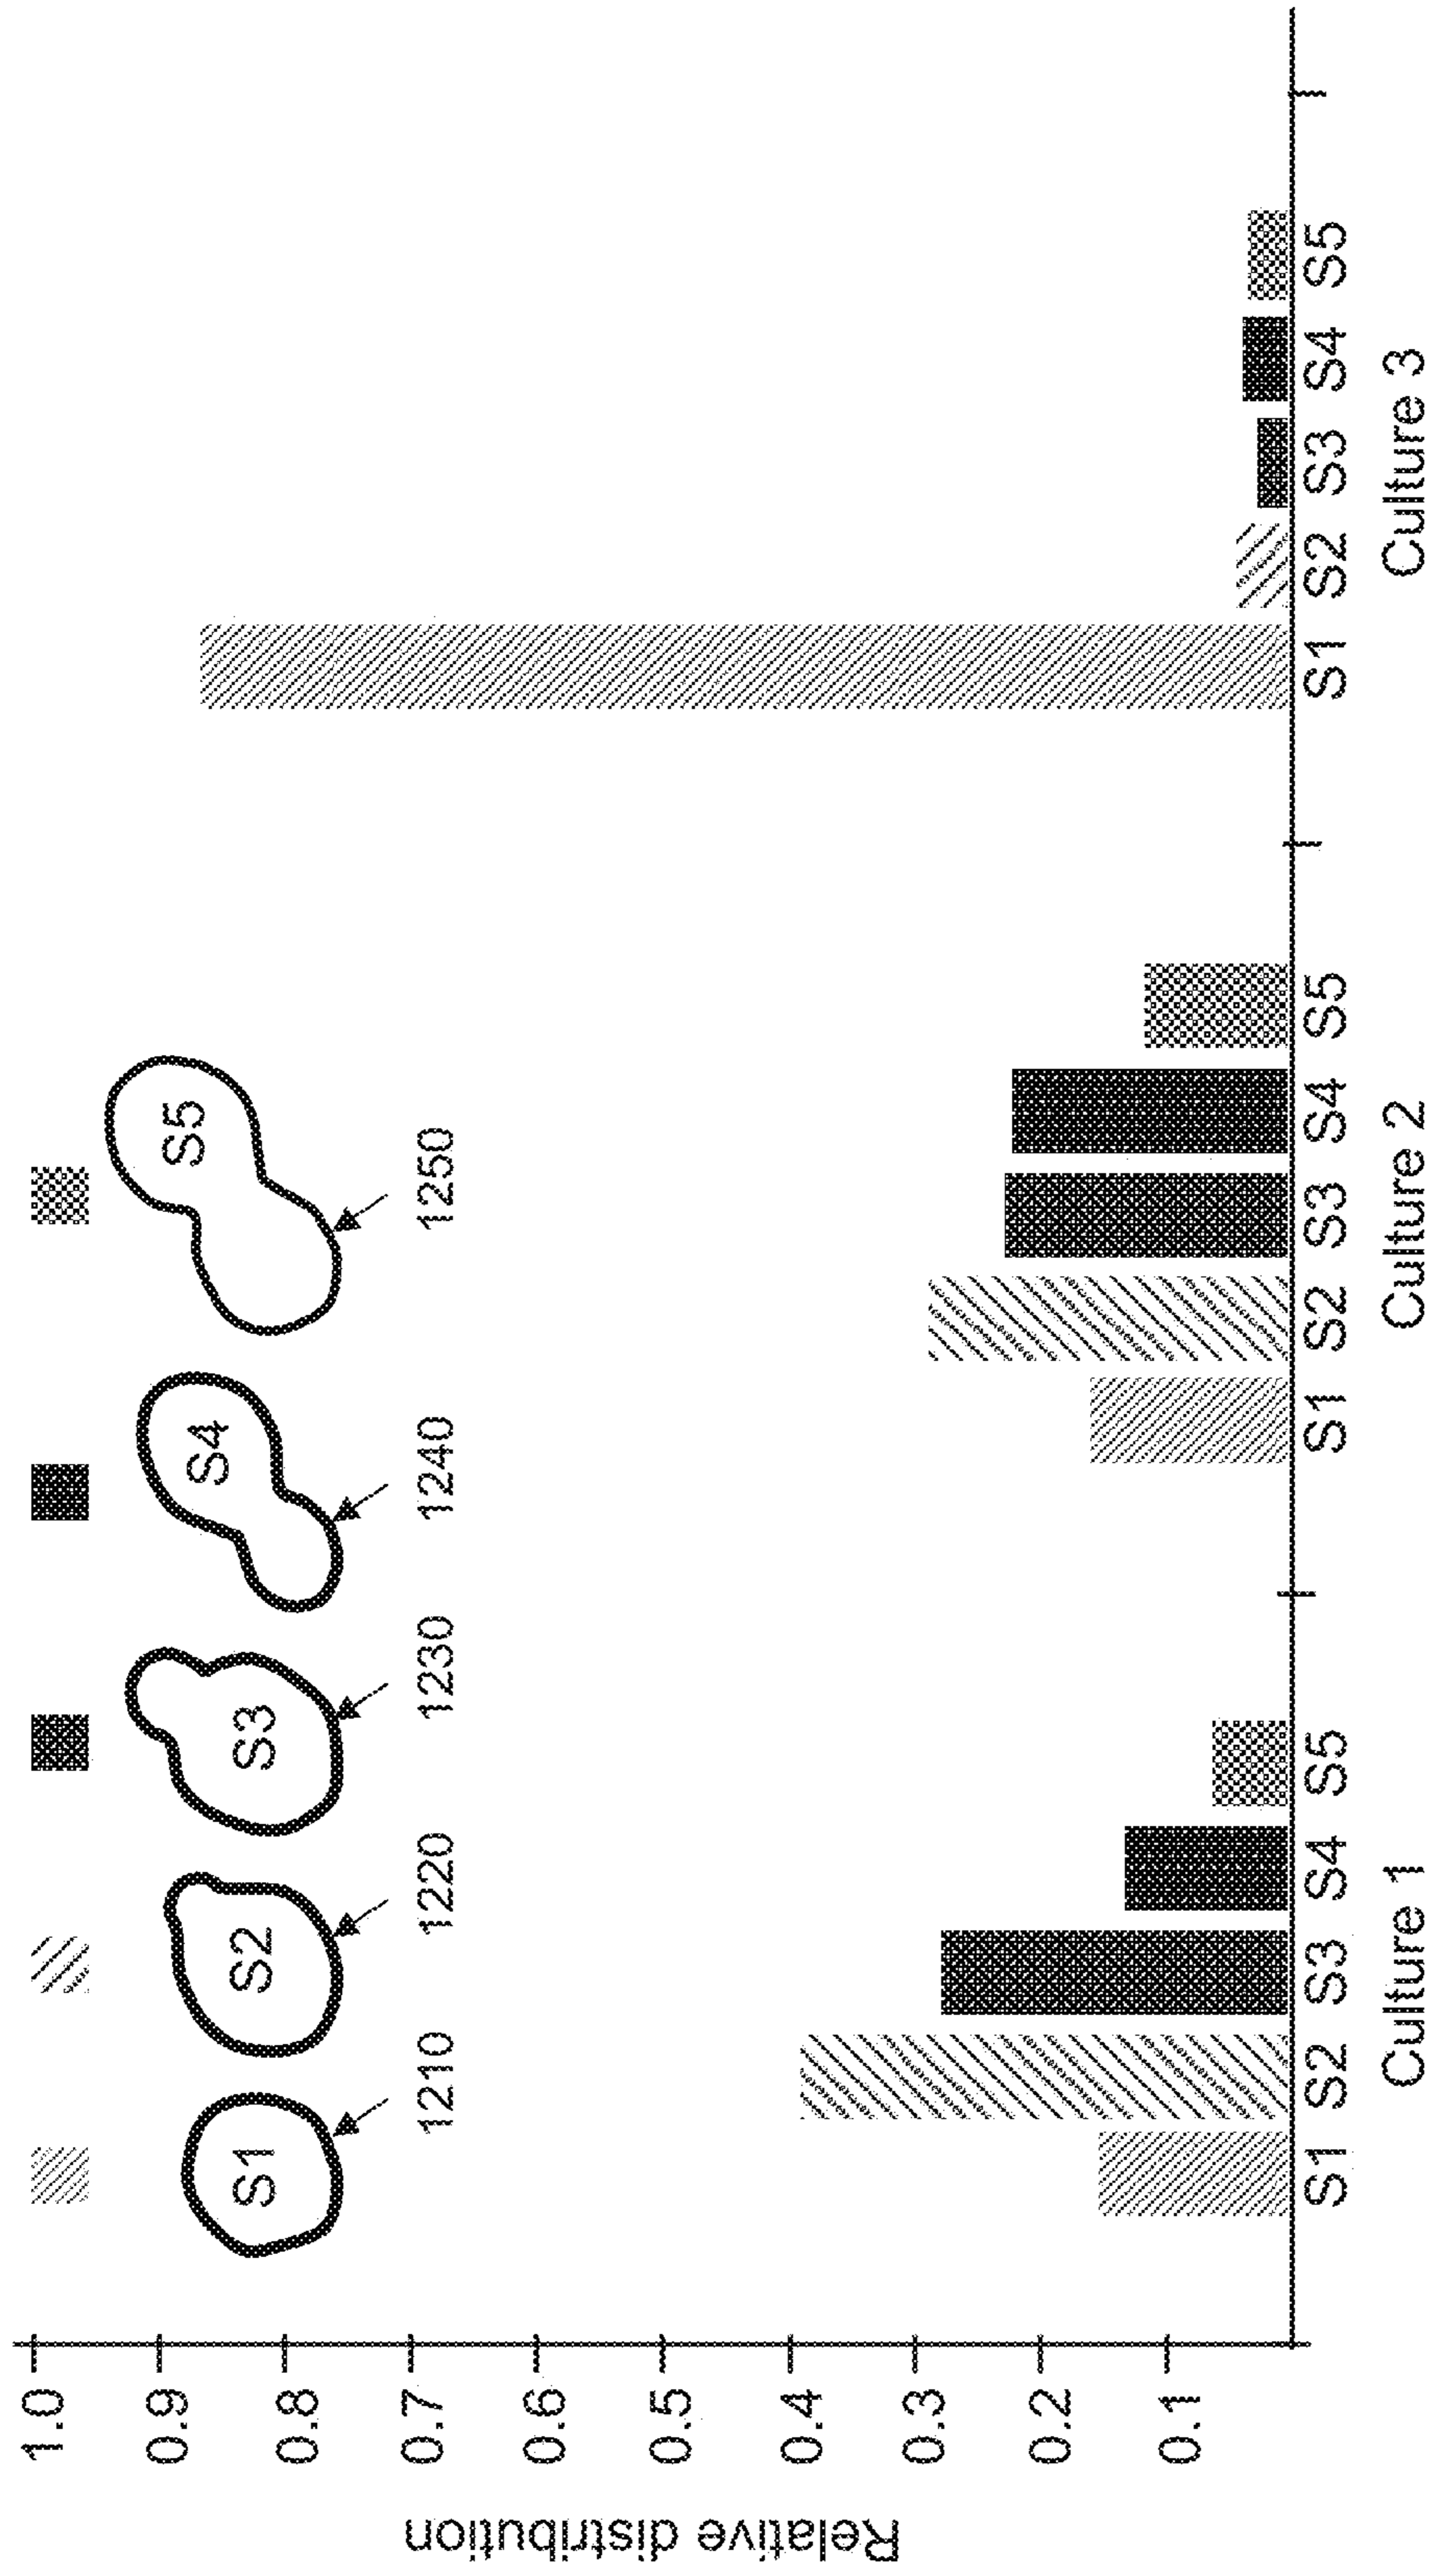 Relative distribution
1.0
0.9
0.8
0.7
0.6
0.5
0.4
0.3
0.2
0.1
S1 S2 S3 S4 S5
1210 1220 1230 1240 1250
S1 S2 S3 S4 S5 S1 S2 S3 S4 S5 S1 S2 S3 S4 S5
Culture 1 Culture 2 Culture 3